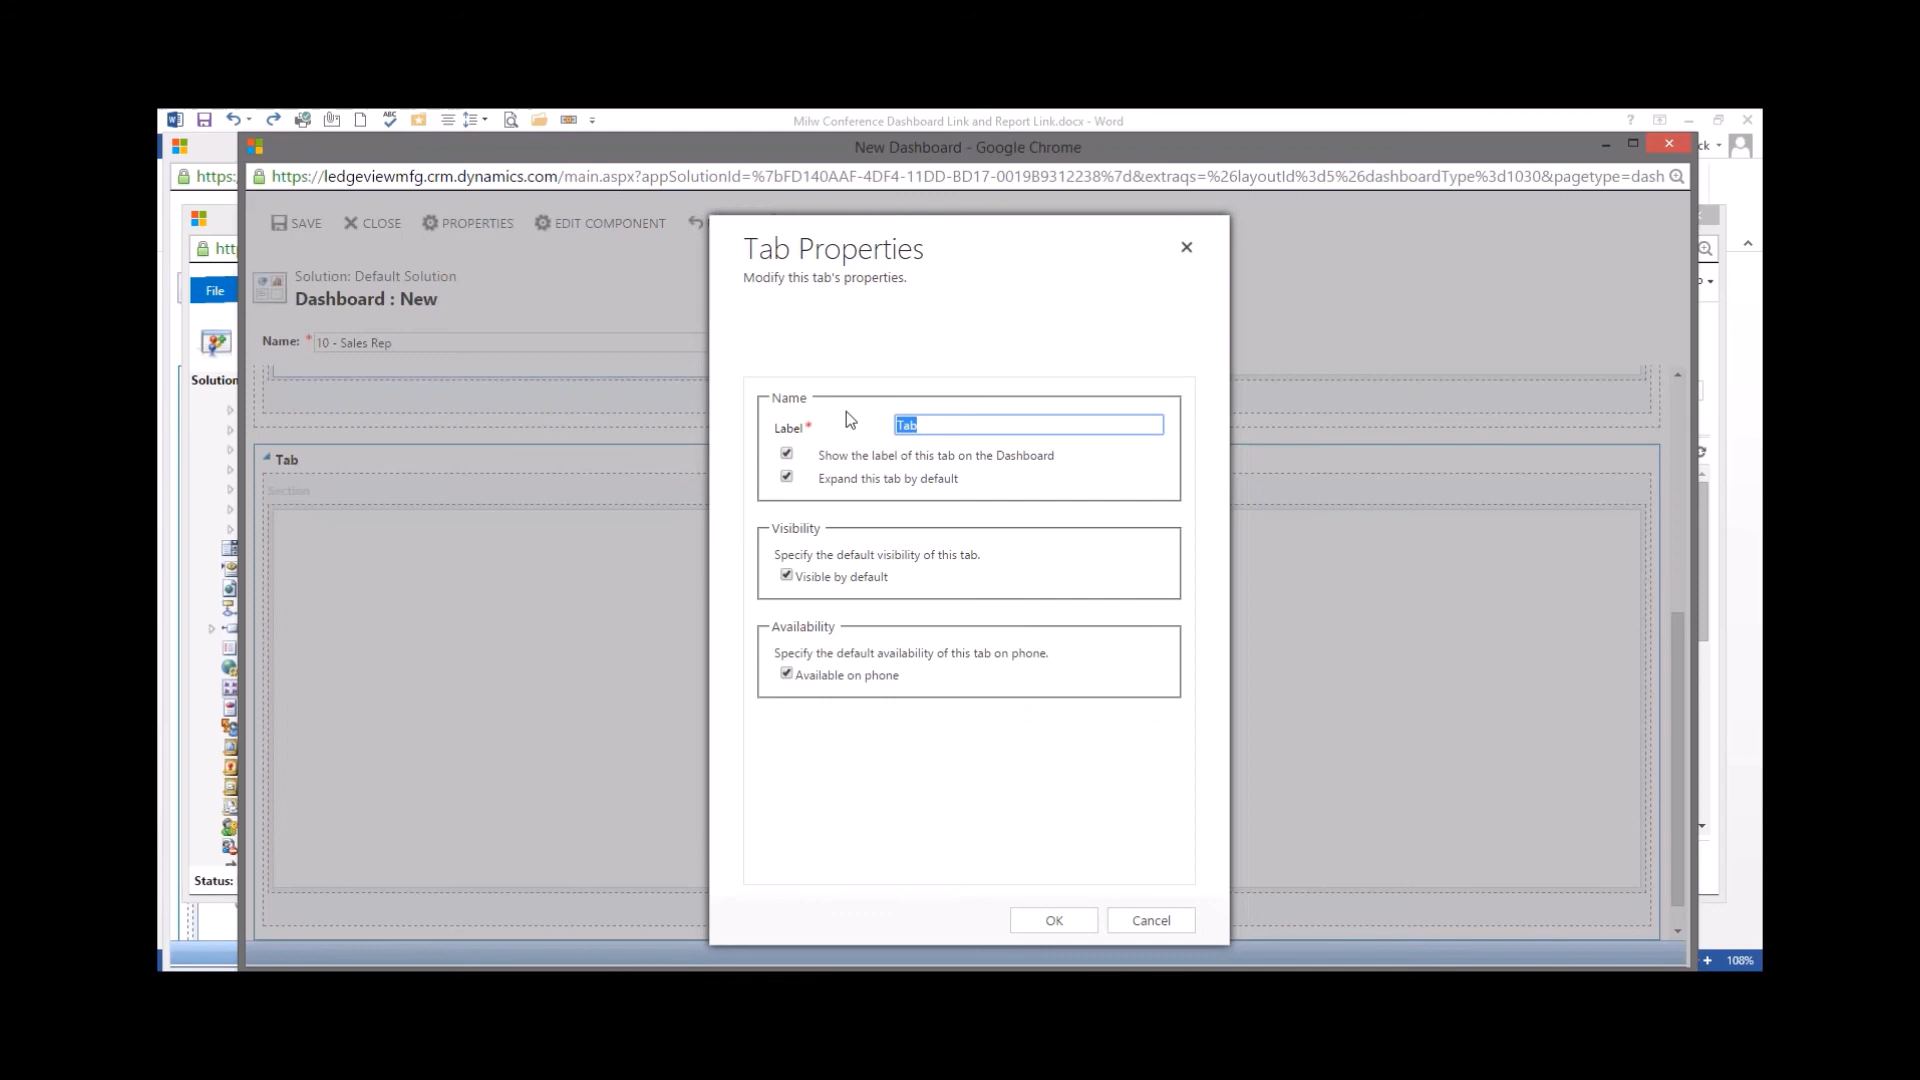 Milw Conference Dashboard Link and Report Link.docx - Word
New Dashboard - Google Chrome
ck
https:
https://ledgeviewmfg.crm.dynamics.com/main.aspx?appSolutionId=%7bFD140AAF-4DF4-11DD-BD17-0019B9312238%7d&extraqs=%26layoutId%3d5%26dashboardType%3d1030&pagetype=dash
SAVE
CLOSE
PROPERTIES
EDIT COMPONENT
htt
File
Solution: Default Solution
Dashboard : New
Name: * 10 - Sales Rep
Solution
Tab
Section
Status:
Tab Properties
Modify this tab's properties.
Name
Label * Tab
Show the label of this tab on the Dashboard
Expand this tab by default
Visibility
Specify the default visibility of this tab.
Visible by default
Availability
Specify the default availability of this tab on phone.
Available on phone
OK
Cancel
108%